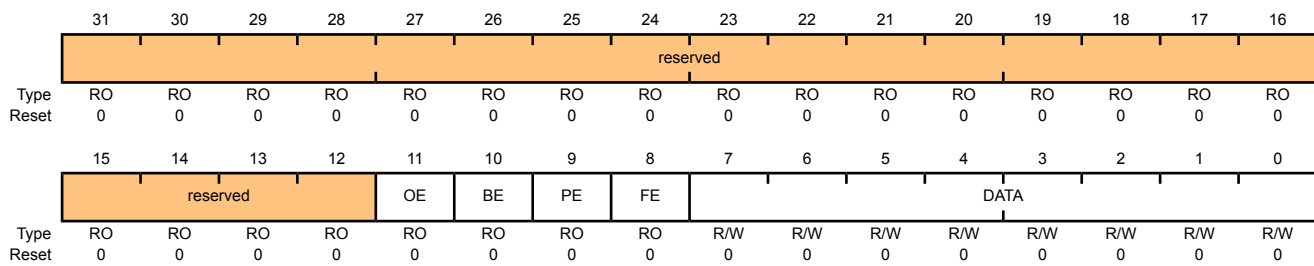 31 30 29 28 27 26 25 24 23 22 21 20 19 18 17 16
reserved
Type RO RO RO RO RO RO RO RO RO RO RO RO RO RO RO RO
Reset 0 0 0 0 0 0 0 0 0 0 0 0 0 0 0 0
15 14 13 12 11 10 9 8 7 6 5 4 3 2 1 0
reserved OE BE PE FE DATA
Type RO RO RO RO RO RO RO RO R/W R/W R/W R/W R/W R/W R/W R/W
Reset 0 0 0 0 0 0 0 0 0 0 0 0 0 0 0 0